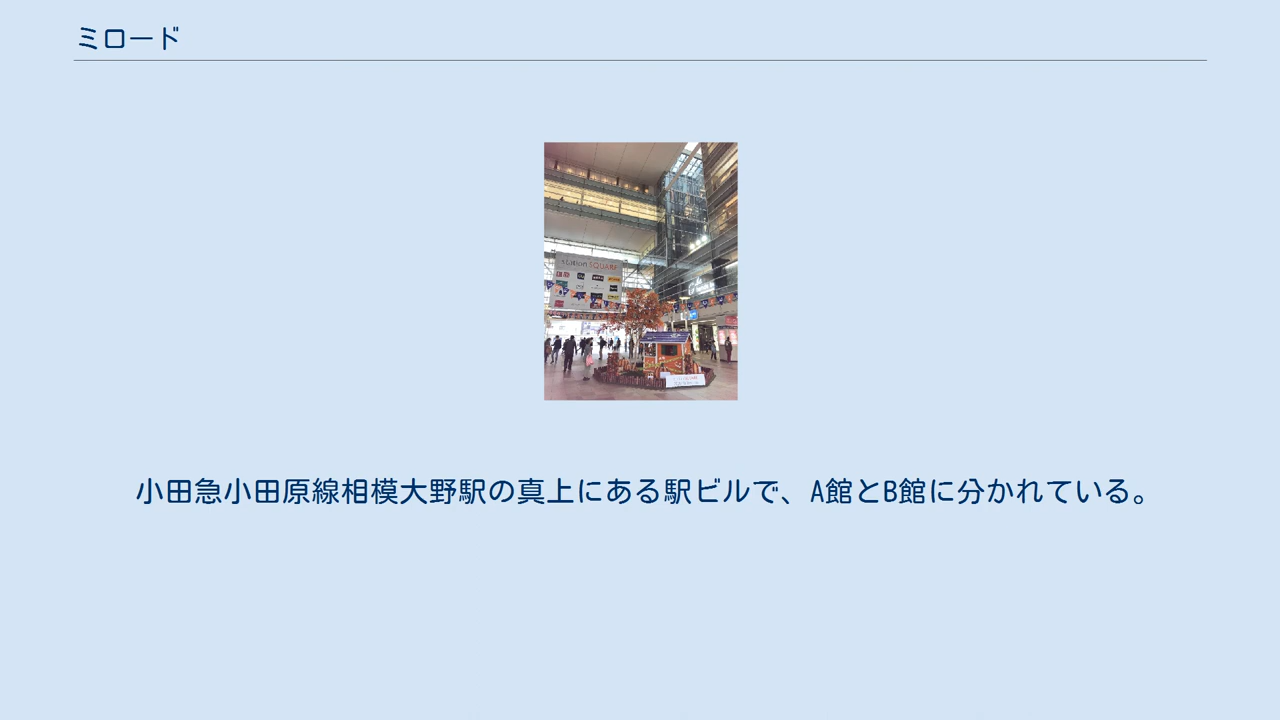 ミロード
SQUARE
小田急小田原線相模大野駅の真上にある駅ビルで、A館とB館に分かれている。